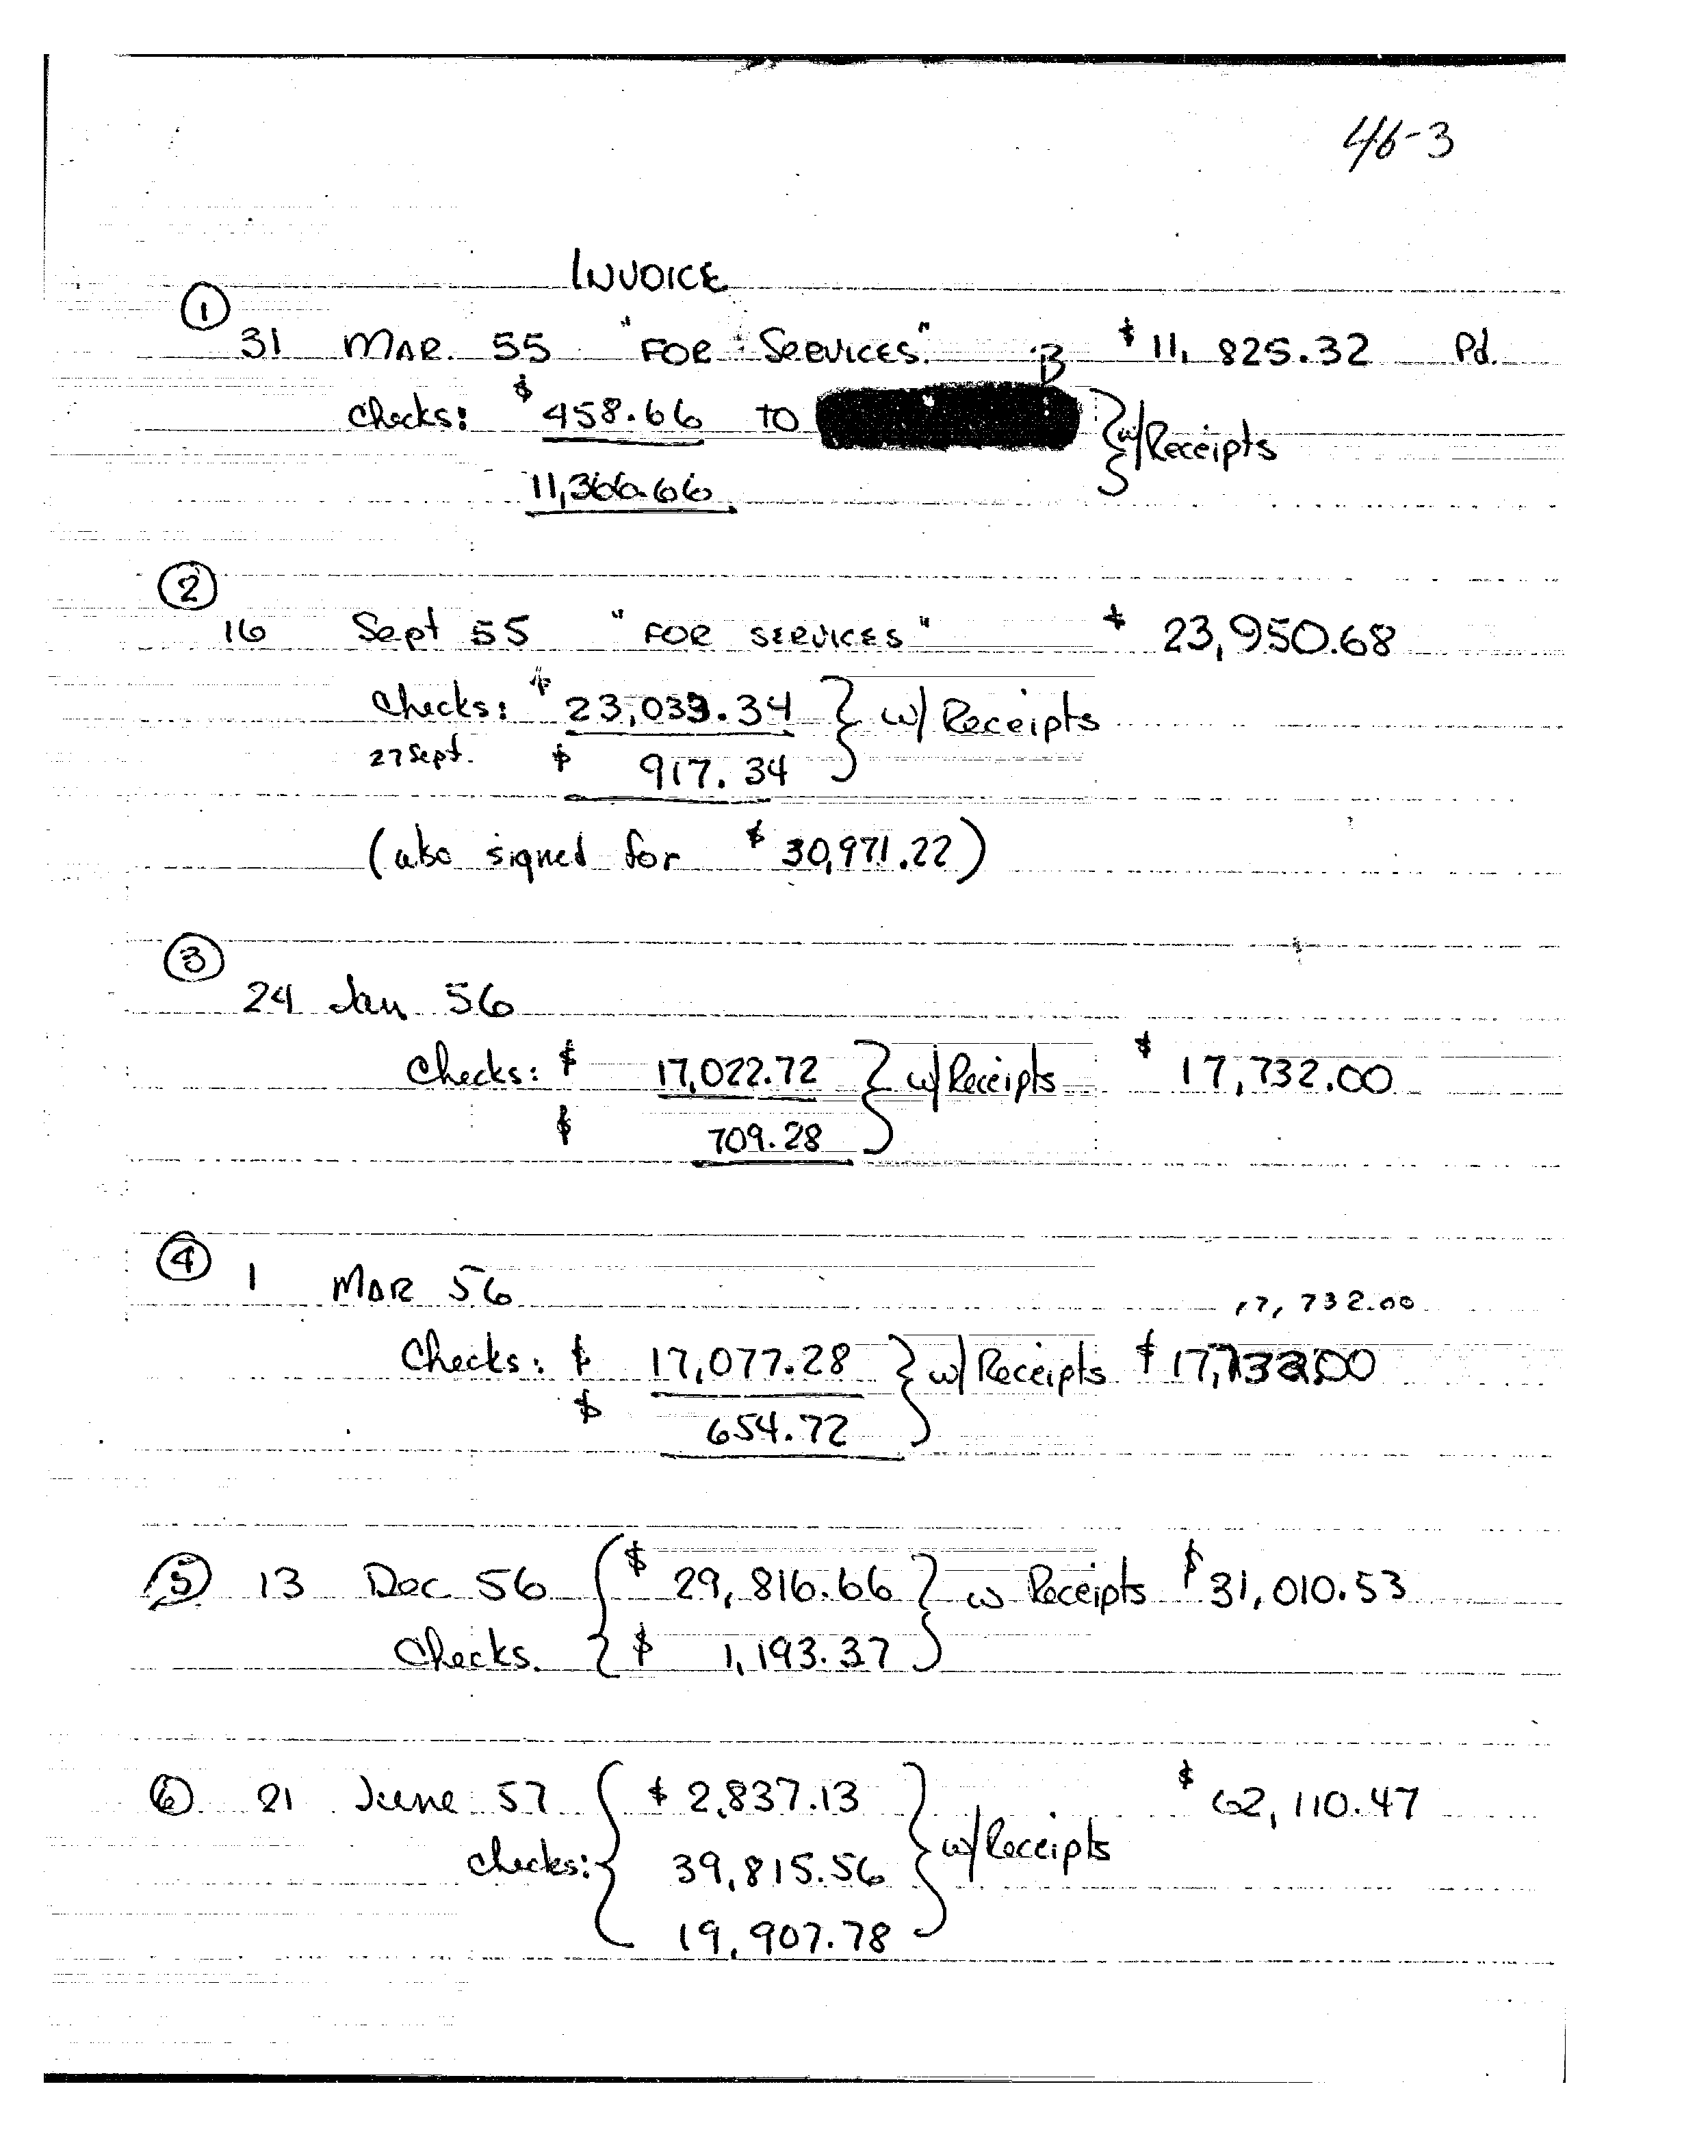 46-3
INVOICE
① 31 MAR. 55 "FOR SERVICES." $11,825.32 Pd.
B
Checks: $458.66 TO } w/Receipts
11,366.66
②
16 Sept 55 "FOR SERVICES" $23,950.68
Checks: $23,033.34 } w/ Receipts
27 Sept. $ 917.34
(also signed for $30,971.22)
③
24 Jan 56
Checks: $ 17,022.72 } w/ Receipts $17,732.00
$ 709.28
④ 1 MAR 56
17,732.00
Checks: $ 17,077.28 } w/ Receipts $17,732.00
$ 654.72
⑤ 13 Dec 56 { $ 29,816.66 } w Receipts $31,010.53
Checks. $ 1,193.37
⑥ 21 June 57 { $2,837.13 } $62,110.47
checks: 39,815.56 w/Receipts
19,907.78